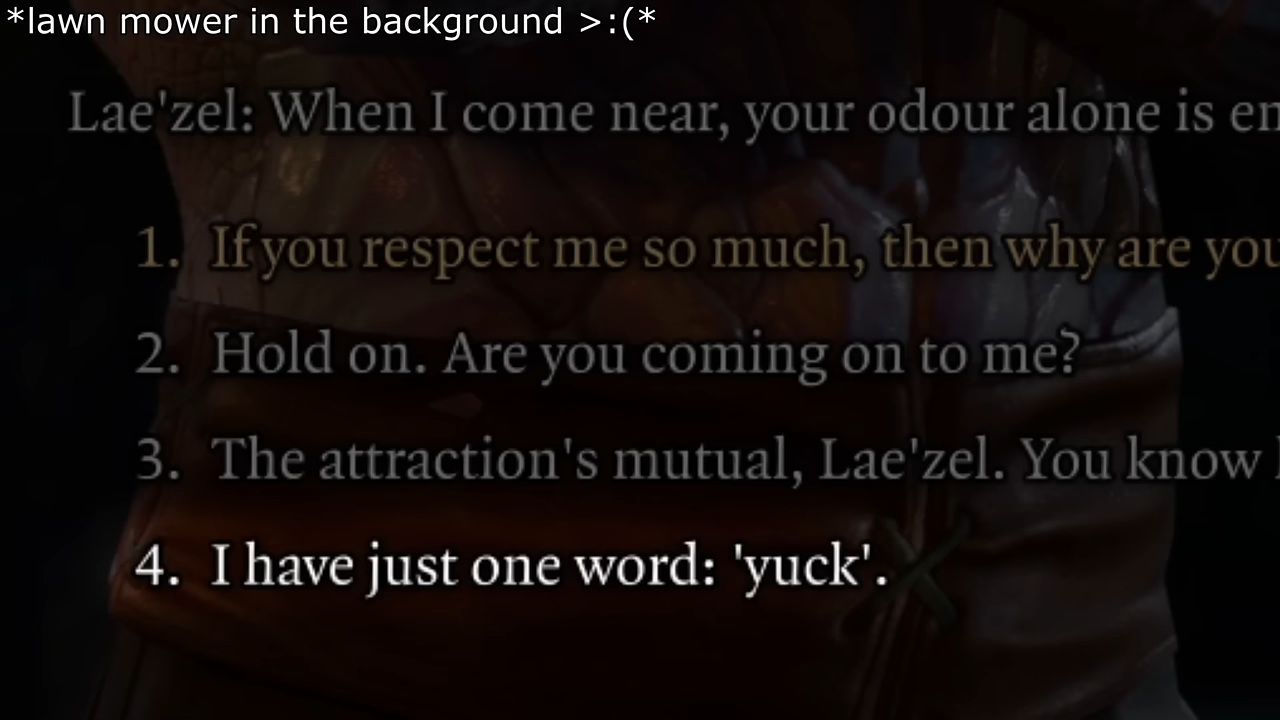 *lawn mower in the background >:(*
Lae'zel: When I come near, your odour alone is
1. If you respect me so much, then why are you
2. Hold on. Are you coming on to me?
3. The attraction's mutual, Lae'zel. You know
4. I have just one word: 'yuck'.